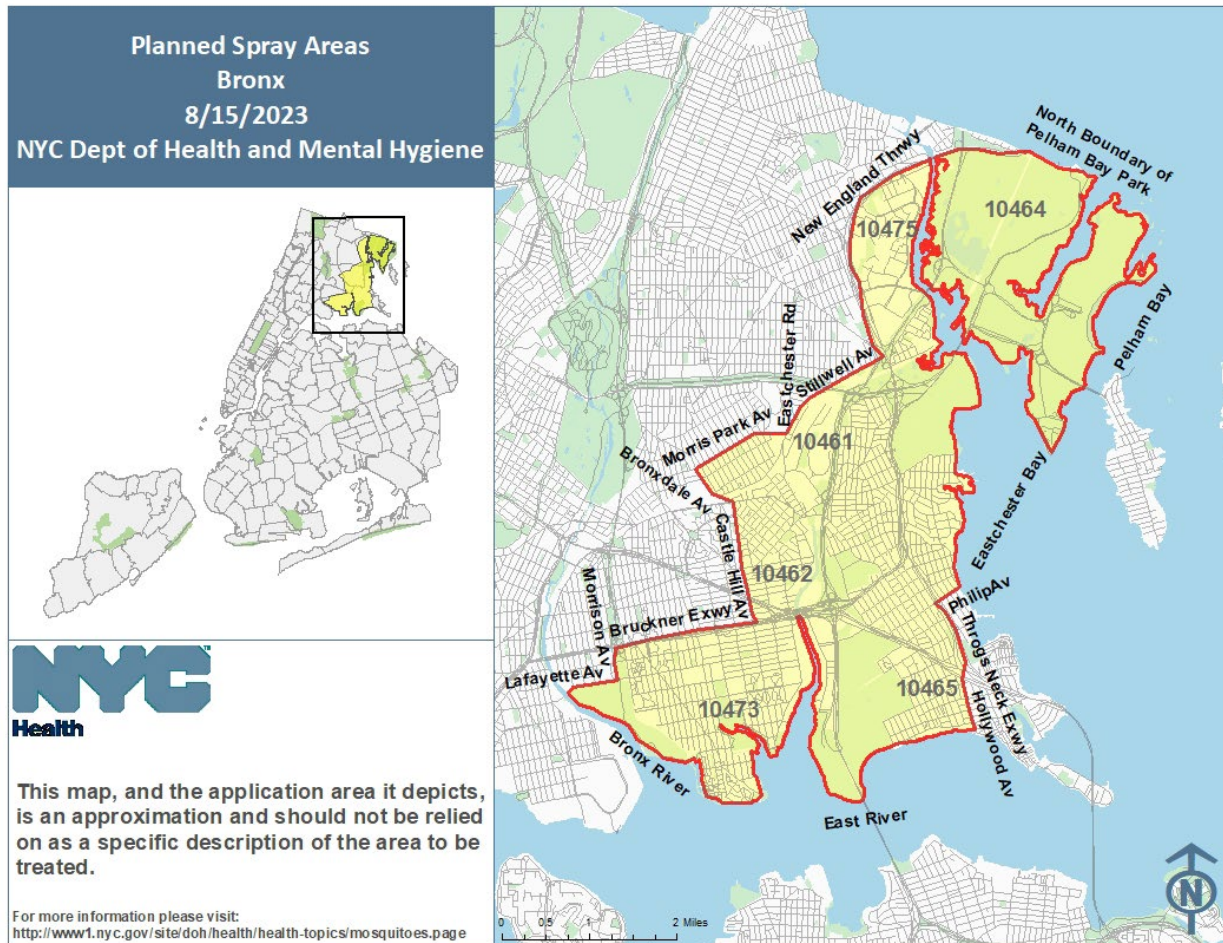 Planned Spray Areas
Bronx
8/15/2023
NYC Dept of Health and Mental Hygiene
NYC
Health
This map, and the application area it depicts,
is an approximation and should not be relied
on as a specific description of the area to be
treated.
For more information please visit:
http://www1.nyc.gov/site/doh/health/health-topics/mosquitoes.page
North Boundary of
Pelham Bay Park
New England Thrwy
10464
10475
Pelham Bay
Eastchester Rd
Stillwell Av
Morris Park Av
10461
Bronxdale Av
Eastchester Bay
Castle Hill Av
10462
Morrison Av
Bruckner Exwy
Philip Av
Lafayette Av
Throgs Neck Exwy
10465
10473
Hollywood Av
Bronx River
East River
0 0.5 1 2 Miles
N